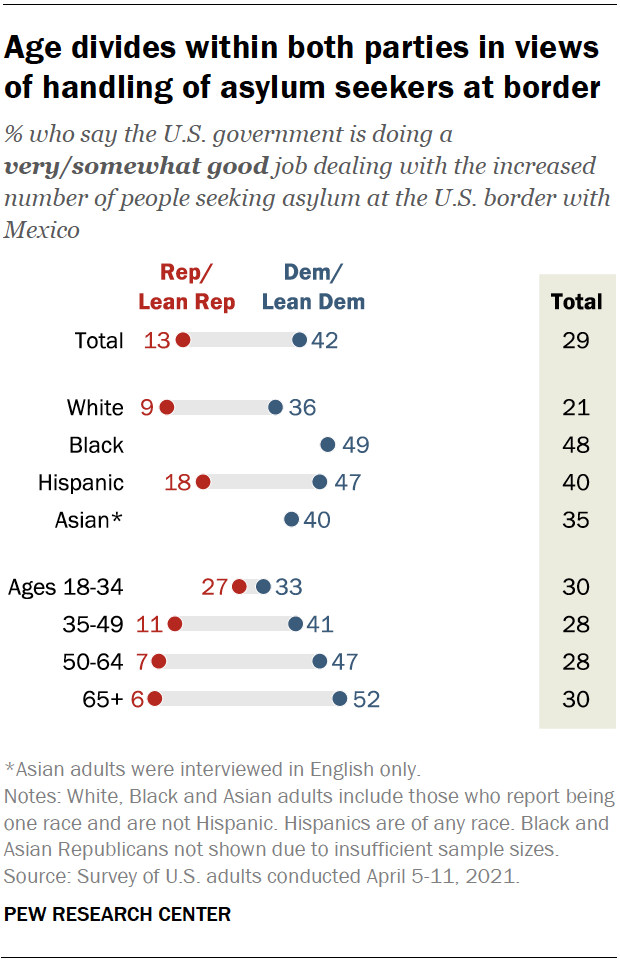 Age divides within both parties in views
of handling of asylum seekers at border
% who say the U.S. government is doing a
very/somewhat good job dealing with the increased
number of people seeking asylum at the U.S. border with
Mexico
Rep/ Dem/
Lean Rep Lean Dem Total
Total 13 42 29
White 9 36 21
Black 49 48
Hispanic 18 47 40
Asian* 40 35
Ages 18-34 27 33 30
35-49 11 41 28
50-64 7 47 28
65+ 6 52 30
*Asian adults were interviewed in English only.
Notes: White, Black and Asian adults include those who report being
one race and are not Hispanic. Hispanics are of any race. Black and
Asian Republicans not shown due to insufficient sample sizes.
Source: Survey of U.S. adults conducted April 5-11, 2021.
PEW RESEARCH CENTER